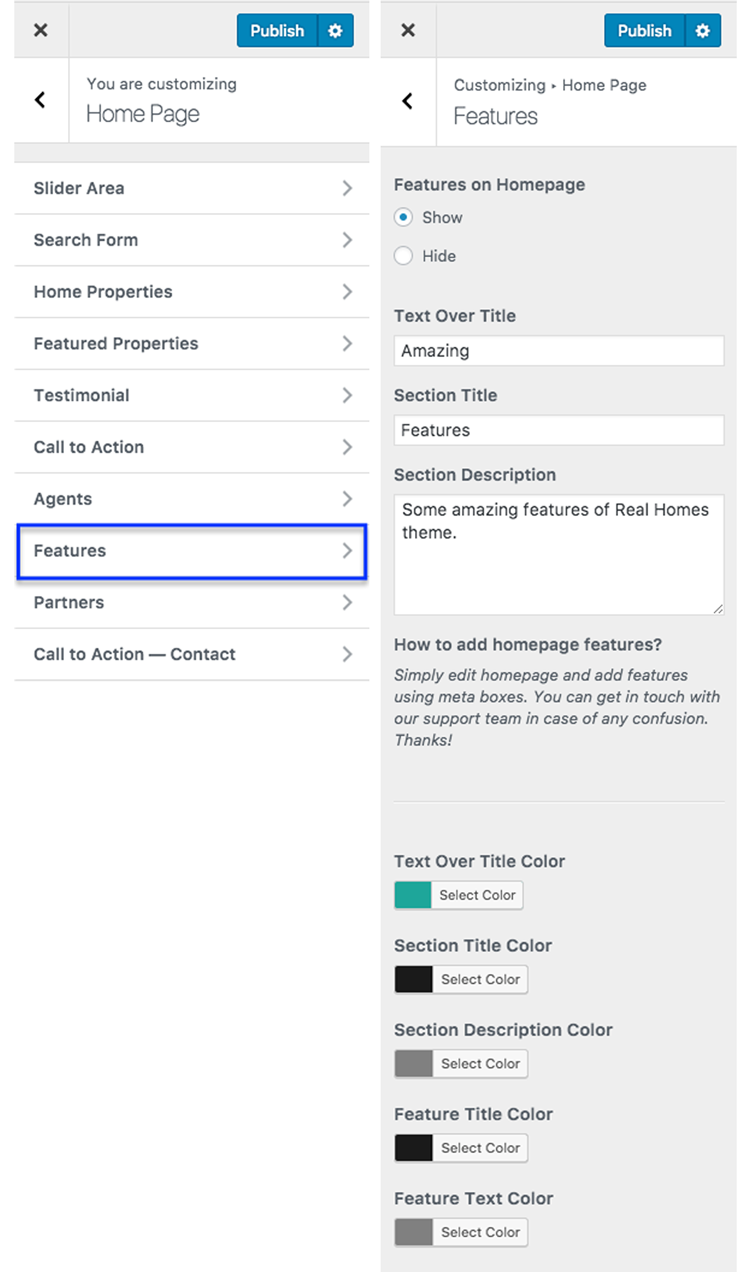 Publish
You are customizing
Home Page
Slider Area
Search Form
Home Properties
Featured Properties
Testimonial
Call to Action
Agents
Features
Partners
Call to Action — Contact
Publish
Customizing ▸ Home Page
Features
Features on Homepage
Show
Hide
Text Over Title
Amazing
Section Title
Features
Section Description
Some amazing features of Real Homes
theme.
How to add homepage features?
Simply edit homepage and add features
using meta boxes. You can get in touch with
our support team in case of any confusion.
Thanks!
Text Over Title Color
Select Color
Section Title Color
Select Color
Section Description Color
Select Color
Feature Title Color
Select Color
Feature Text Color
Select Color